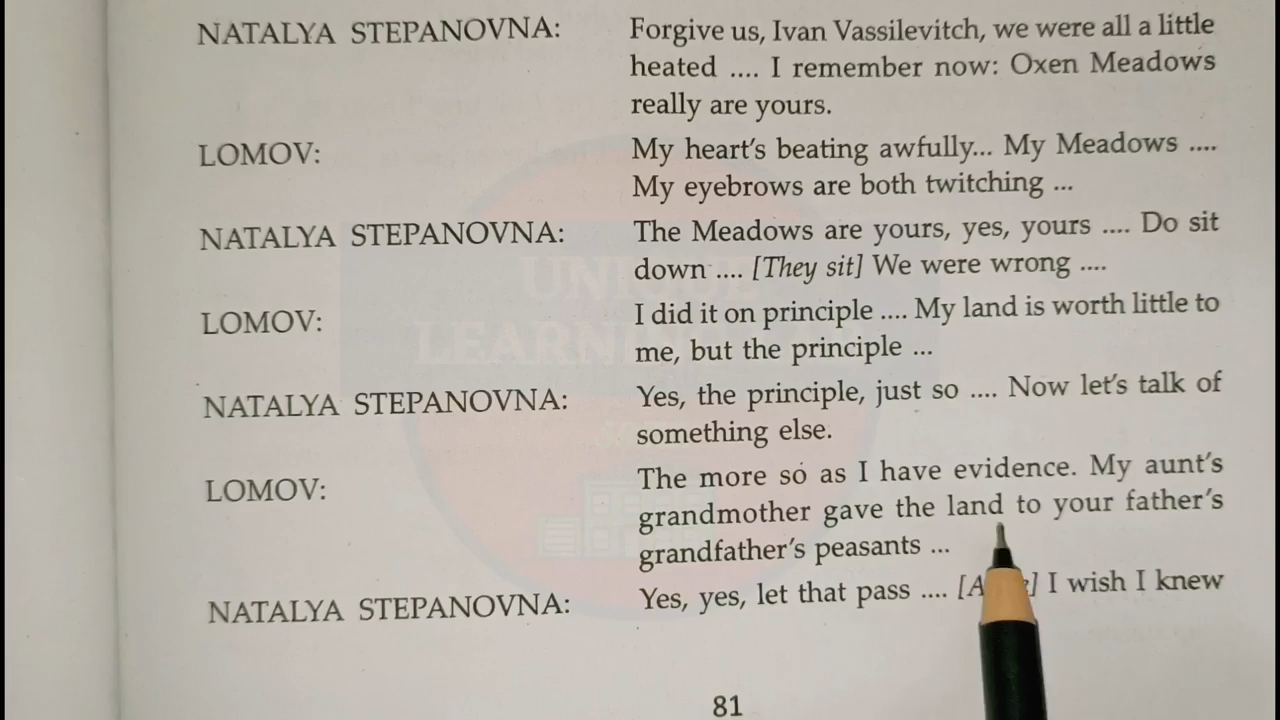 NATALYA STEPANOVNA: Forgive us, Ivan Vassilevitch, we were all a little
heated .... I remember now: Oxen Meadows
really are yours.
LOMOV: My heart's beating awfully... My Meadows ....
My eyebrows are both twitching ...
NATALYA STEPANOVNA: The Meadows are yours, yes, yours .... Do sit
down .... [They sit] We were wrong ....
LOMOV: I did it on principle .... My land is worth little to
me, but the principle ...
NATALYA STEPANOVNA: Yes, the principle, just so .... Now let's talk of
something else.
LOMOV: The more so as I have evidence. My aunt's
grandmother gave the land to your father's
grandfather's peasants ...
NATALYA STEPANOVNA: Yes, yes, let that pass .... I wish I knew
81
UNIQUE